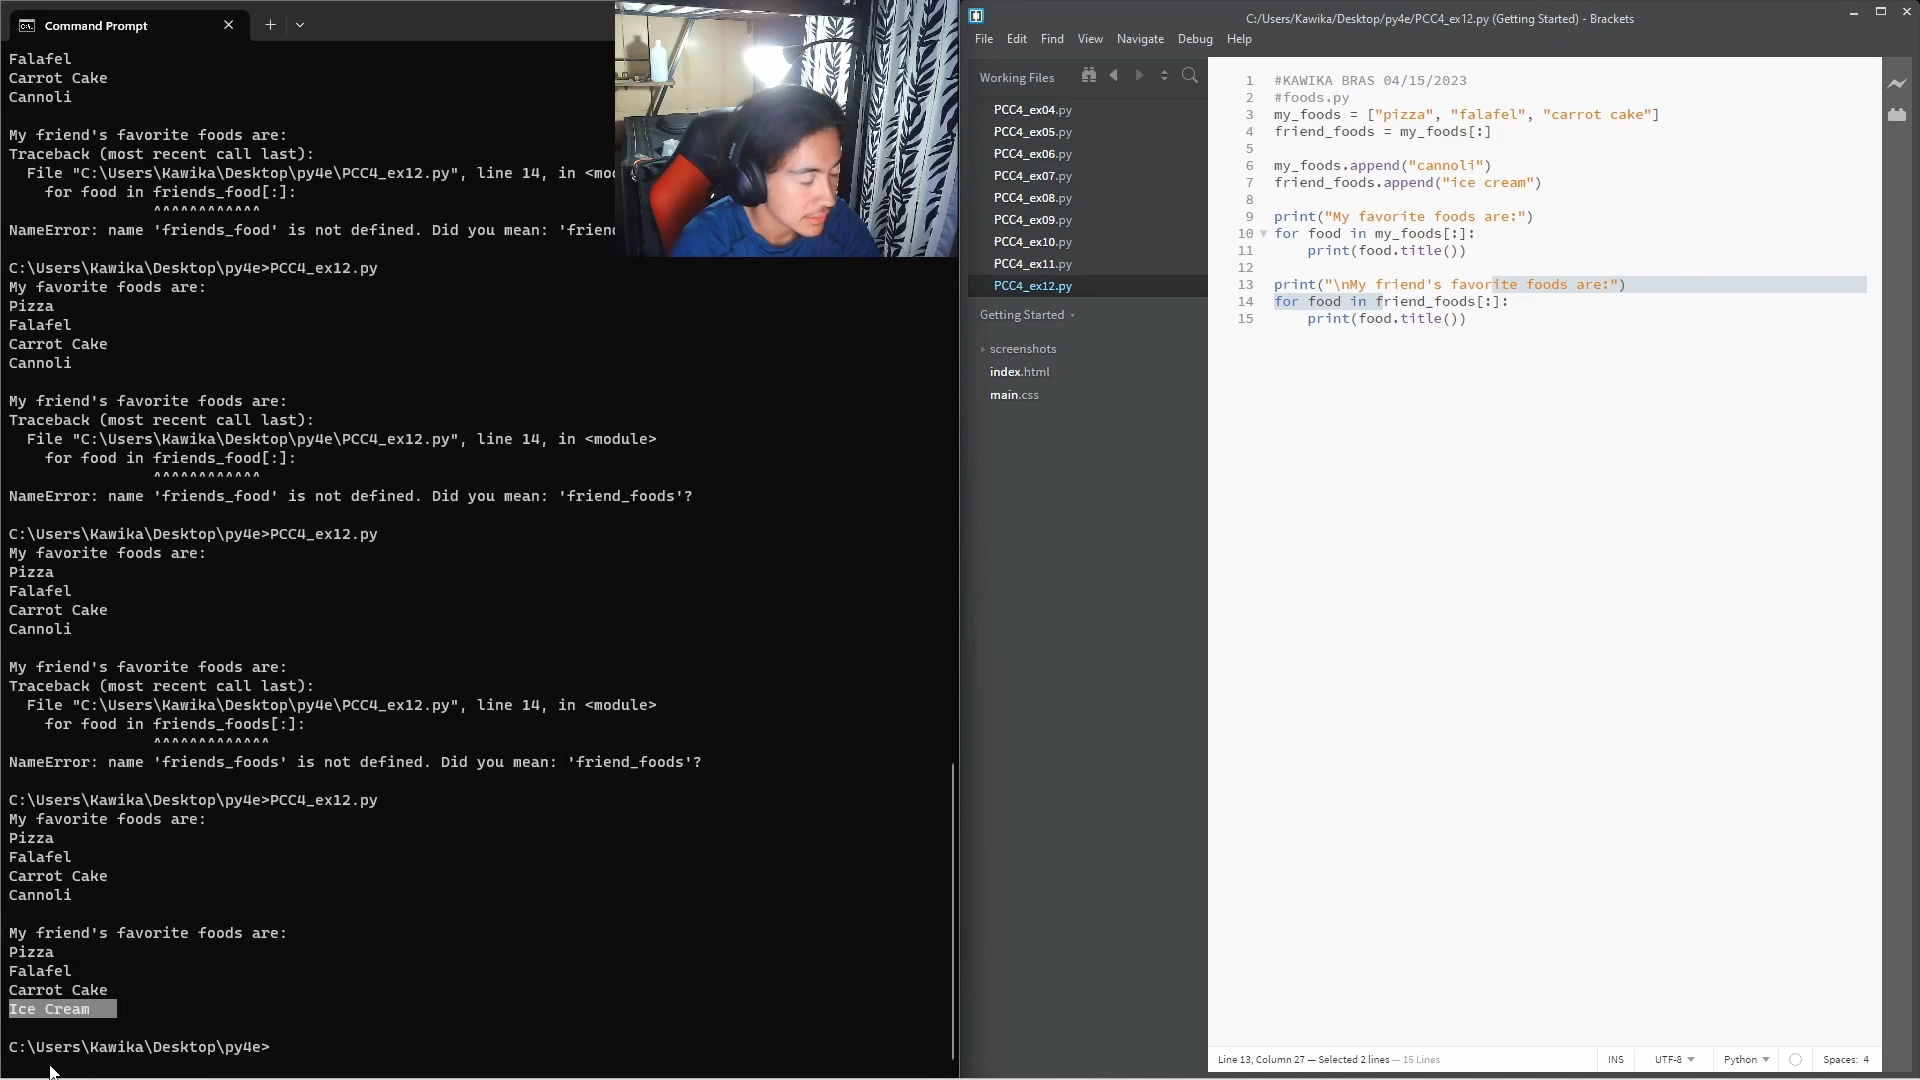 Command Prompt
Falafel
Carrot Cake
Cannoli
My friend's favorite foods are:
Traceback (most recent call last):
File "C:\Users\Kawika\Desktop\py4e\PCC4_ex12.py", line 14, in <mod
for food in friends_food[:]:
^^^^^^^^^^^^
NameError: name 'friends_food' is not defined. Did you mean: 'frien
C:\Users\Kawika\Desktop\py4e>PCC4_ex12.py
My favorite foods are:
Pizza
Falafel
Carrot Cake
Cannoli
My friend's favorite foods are:
Traceback (most recent call last):
File "C:\Users\Kawika\Desktop\py4e\PCC4_ex12.py", line 14, in <module>
for food in friends_food[:]:
^^^^^^^^^^^^
NameError: name 'friends_food' is not defined. Did you mean: 'friend_foods'?
C:\Users\Kawika\Desktop\py4e>PCC4_ex12.py
My favorite foods are:
Pizza
Falafel
Carrot Cake
Cannoli
My friend's favorite foods are:
Traceback (most recent call last):
File "C:\Users\Kawika\Desktop\py4e\PCC4_ex12.py", line 14, in <module>
for food in friends_foods[:]:
^^^^^^^^^^^^^
NameError: name 'friends_foods' is not defined. Did you mean: 'friend_foods'?
C:\Users\Kawika\Desktop\py4e>PCC4_ex12.py
My favorite foods are:
Pizza
Falafel
Carrot Cake
Cannoli
My friend's favorite foods are:
Pizza
Falafel
Carrot Cake
Ice Cream
C:\Users\Kawika\Desktop\py4e>
C:/Users/Kawika/Desktop/py4e/PCC4_ex12.py (Getting Started) - Brackets
File Edit Find View Navigate Debug Help
Working Files
PCC4_ex04.py
PCC4_ex05.py
PCC4_ex06.py
PCC4_ex07.py
PCC4_ex08.py
PCC4_ex09.py
PCC4_ex10.py
PCC4_ex11.py
PCC4_ex12.py
Getting Started
screenshots
index.html
main.css
1 #KAWIKA BRAS 04/15/2023
2 #foods.py
3 my_foods = ["pizza", "falafel", "carrot cake"]
4 friend_foods = my_foods[:]
5
6 my_foods.append("cannoli")
7 friend_foods.append("ice cream")
8
9 print("My favorite foods are:")
10 for food in my_foods[:]:
11 print(food.title())
12
13 print("\nMy friend's favorite foods are:")
14 for food in friend_foods[:]:
15 print(food.title())
Line 13, Column 27 — Selected 2 lines — 15 Lines
INS UTF-8 Python Spaces: 4